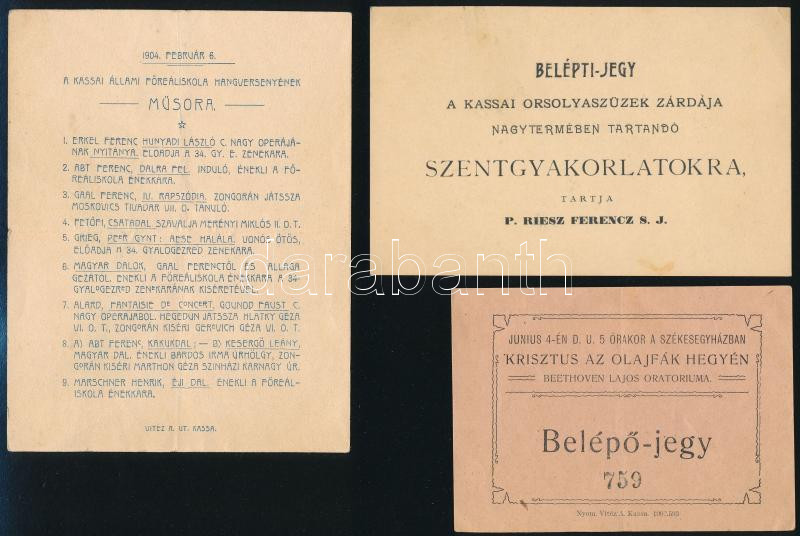 1904. FEBRUÁR 6.
A KASSAI ÁLLAMI FŐREÁLISKOLA HANGVERSENYÉNEK
MŰSORA.
1. ERKEL FERENC HUNYADI LÁSZLÓ C. NAGY OPERÁJÁ-
NAK NYITÁNYA. ELŐADJA A 34. GY. E. ZENEKARA.
2. ABT FERENC, DALRA FEL. INDULÓ, ÉNEKLI A FŐ-
REÁLISKOLA ÉNEKKARA.
3. GAAL FERENC, IV. RAPSZÓDIA. ZONGORÁN JÁTSSZA
MOSKOVICS TIVADAR VII. O. TANULÓ.
4. PETŐFI, CSATADAL SZAVALJA MERÉNYI MIKLÓS II. O. T.
5. GRIEG, PEER GYNT: AESE HALÁLA. VONÓS ÖTÖS,
ELŐADJA A 34. GYALOGEZRED ZENEKARA.
6. MAGYAR DALOK, GAAL FERENCTŐL ÉS ALLAGA
GÉZÁTÓL. ÉNEKLI A FŐREÁLISKOLA ÉNEKKARA A 34.
GYALOGEZRED ZENEKARÁNAK KISÉRETÉVEL.
7. ALARD, FANTAISIE DE CONCERT, GOUNOD FAUST C.
NAGY OPERÁJÁBÓL. HEGEDÜN JÁTSSZA HLATKY GÉZA
VI. O. T., ZONGORÁN KISÉRI GEROVICH GÉZA VI. O. T.
8. A) ABT FERENC, KAKUKDAL; — B) KESERGŐ LEÁNY,
MAGYAR DAL. ÉNEKLI BÁRDOS IRMA ÚRHÖLGY, ZON-
GORÁN KISÉRI MARTHON GÉZA SZINHÁZI KARNAGY ÚR.
9. MARSCHNER HENRIK, ÉJI DAL. ÉNEKLI A FŐREÁL-
ISKOLA ÉNEKKARA.
VITÉZ A. UT. KASSA.
BELÉPTI-JEGY
A KASSAI ORSOLYASZÜZEK ZÁRDÁJA
NAGYTERMÉBEN TARTANDÓ
SZENTGYAKORLATOKRA,
TARTJA
P. RIESZ FERENCZ S. J.
JUNIUS 4-ÉN D. U. 5 ÓRAKOR A SZÉKESEGYHÁZBAN
KRISZTUS AZ OLAJFÁK HEGYÉN
BEETHOVEN LAJOS ORATORIUMA.
Belépő-jegy
759
Nyom. Vitéz A. Kassa.
darabanth